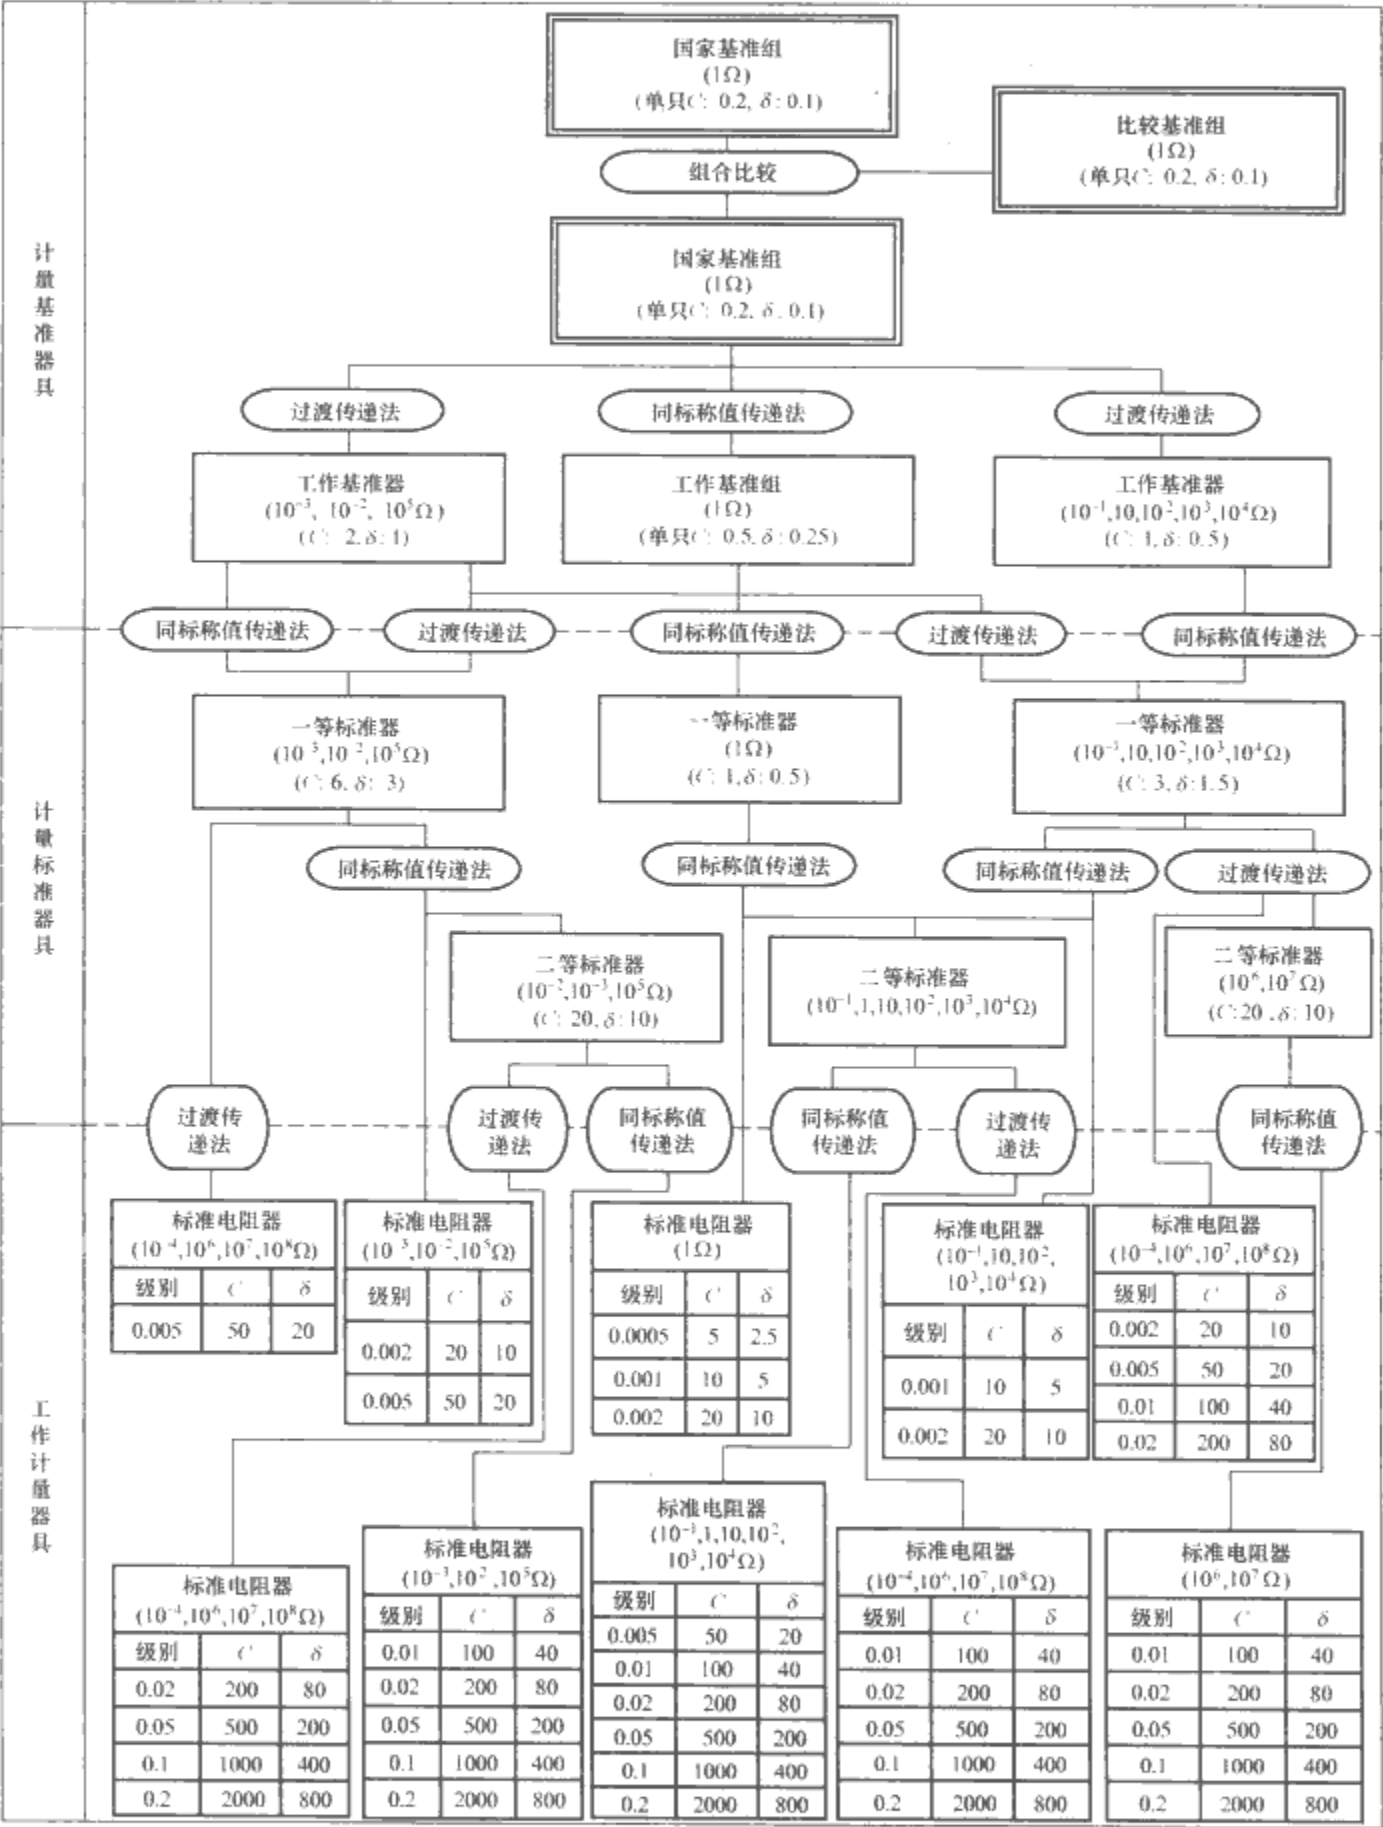 国家基准组
(1Ω)
(单只C: 0.2, δ: 0.1)
比较基准组
(1Ω)
(单只C: 0.2, δ: 0.1)
组合比较
国家基准组
(1Ω)
(单只C: 0.2, δ: 0.1)
计量基准器具
过渡传递法
同标称值传递法
过渡传递法
工作基准器
(10⁻³, 10⁻², 10⁵Ω)
(C: 2, δ: 1)
工作基准组
(1Ω)
(单只C: 0.5, δ: 0.25)
工作基准器
(10⁻¹,10,10²,10³,10⁴Ω)
(C: 1, δ: 0.5)
同标称值传递法
过渡传递法
同标称值传递法
过渡传递法
同标称值传递法
一等标准器
(10⁻³,10⁻²,10⁵Ω)
(C: 6, δ: 3)
一等标准器
(1Ω)
(C: 1, δ: 0.5)
一等标准器
(10⁻¹,10,10²,10³,10⁴Ω)
(C: 3, δ: 1.5)
计量标准器具
同标称值传递法
同标称值传递法
同标称值传递法
过渡传递法
二等标准器
(10⁻²,10⁻³,10⁵Ω)
(C: 20, δ: 10)
二等标准器
(10⁻¹,1,10,10²,10³,10⁴Ω)
二等标准器
(10⁶,10⁷Ω)
(C: 20, δ: 10)
过渡传
递法
过渡传
递法
同标称值
传递法
同标称值
传递法
过渡传
递法
同标称值
传递法
工作计量器具
标准电阻器
(10⁻⁴,10⁶,10⁷,10⁸Ω)
级别 C δ
0.005 50 20
标准电阻器
(10⁻³,10⁻²,10⁵Ω)
级别 C δ
0.002 20 10
0.005 50 20
标准电阻器
(1Ω)
级别 C δ
0.0005 5 2.5
0.001 10 5
0.002 20 10
标准电阻器
(10⁻¹,10,10²,
10³,10⁴Ω)
级别 C δ
0.001 10 5
0.002 20 10
标准电阻器
(10⁻⁴,10⁶,10⁷,10⁸Ω)
级别 C δ
0.002 20 10
0.005 50 20
0.01 100 40
0.02 200 80
标准电阻器
(10⁻⁴,10⁶,10⁷,10⁸Ω)
级别 C δ
0.02 200 80
0.05 500 200
0.1 1000 400
0.2 2000 800
标准电阻器
(10⁻³,10⁻²,10⁵Ω)
级别 C δ
0.01 100 40
0.02 200 80
0.05 500 200
0.1 1000 400
0.2 2000 800
标准电阻器
(10⁻¹,1,10,10²,
10³,10⁴Ω)
级别 C δ
0.005 50 20
0.01 100 40
0.02 200 80
0.05 500 200
0.1 1000 400
0.2 2000 800
标准电阻器
(10⁻⁴,10⁶,10⁷,10⁸Ω)
级别 C δ
0.01 100 40
0.02 200 80
0.05 500 200
0.1 1000 400
0.2 2000 800
标准电阻器
(10⁶,10⁷Ω)
级别 C δ
0.01 100 40
0.02 200 80
0.05 500 200
0.1 1000 400
0.2 2000 800